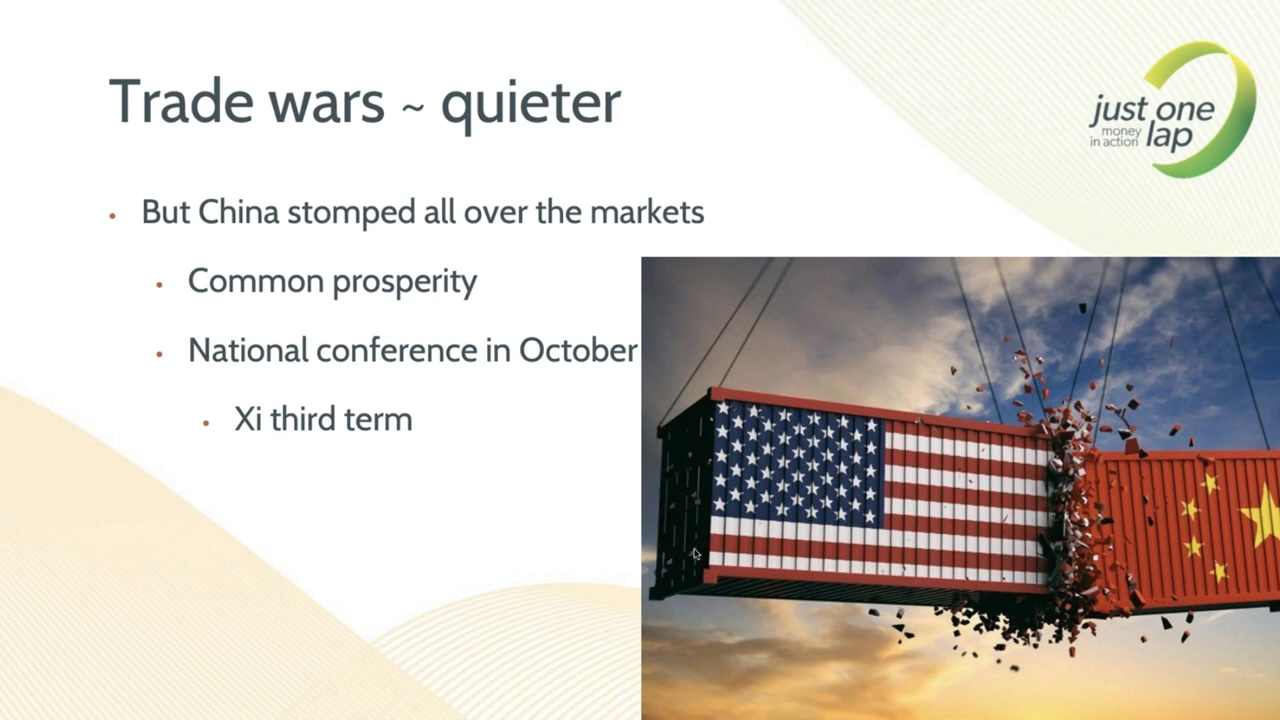 Trade wars ~ quieter
just one
money
in action lap
• But China stomped all over the markets
• Common prosperity
• National conference in October
• Xi third term